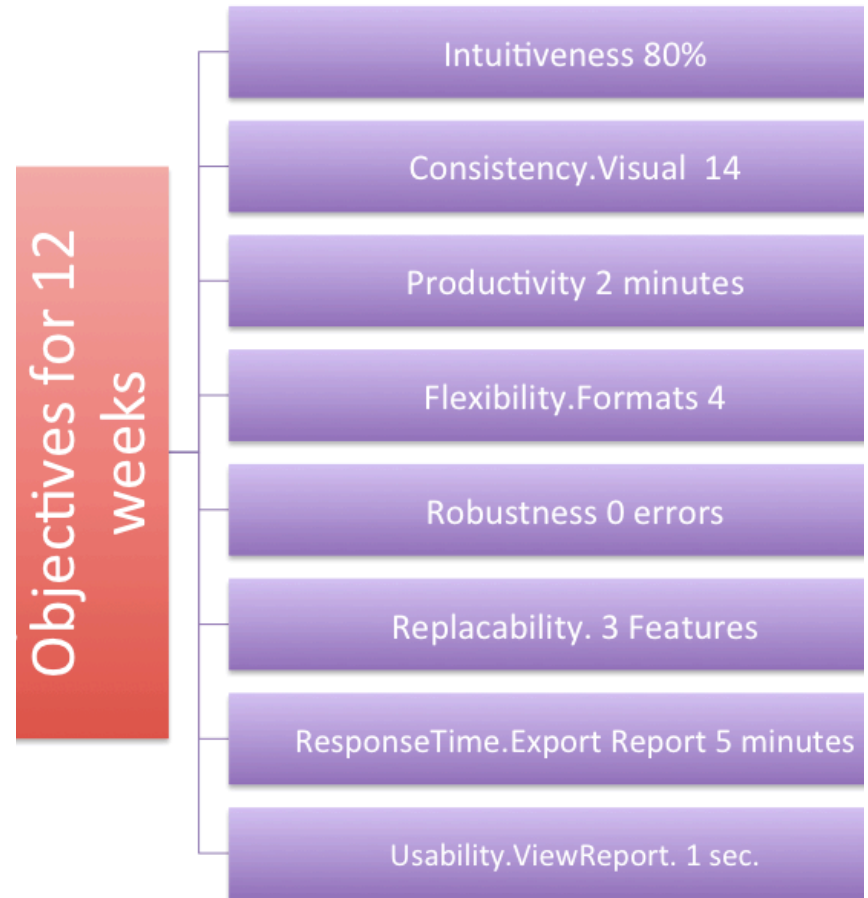 Objectives for 12
weeks
Intuitiveness 80%
Consistency.Visual 14
Productivity 2 minutes
Flexibility.Formats 4
Robustness 0 errors
Replacability. 3 Features
ResponseTime.Export Report 5 minutes
Usability.ViewReport. 1 sec.